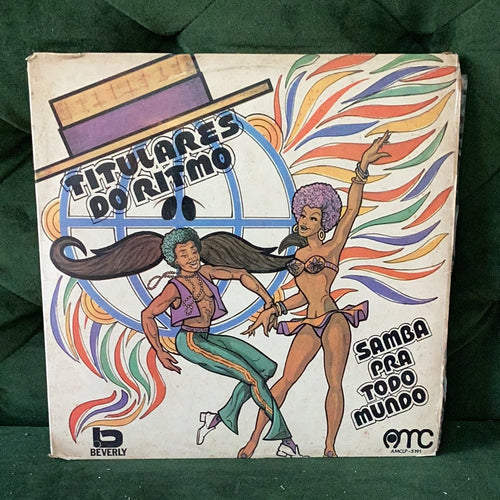 TITULARES
DO RITMO
SAMBA
PRA
TODO
MUNDO
b
BEVERLY
AMC
AMCLP-5391